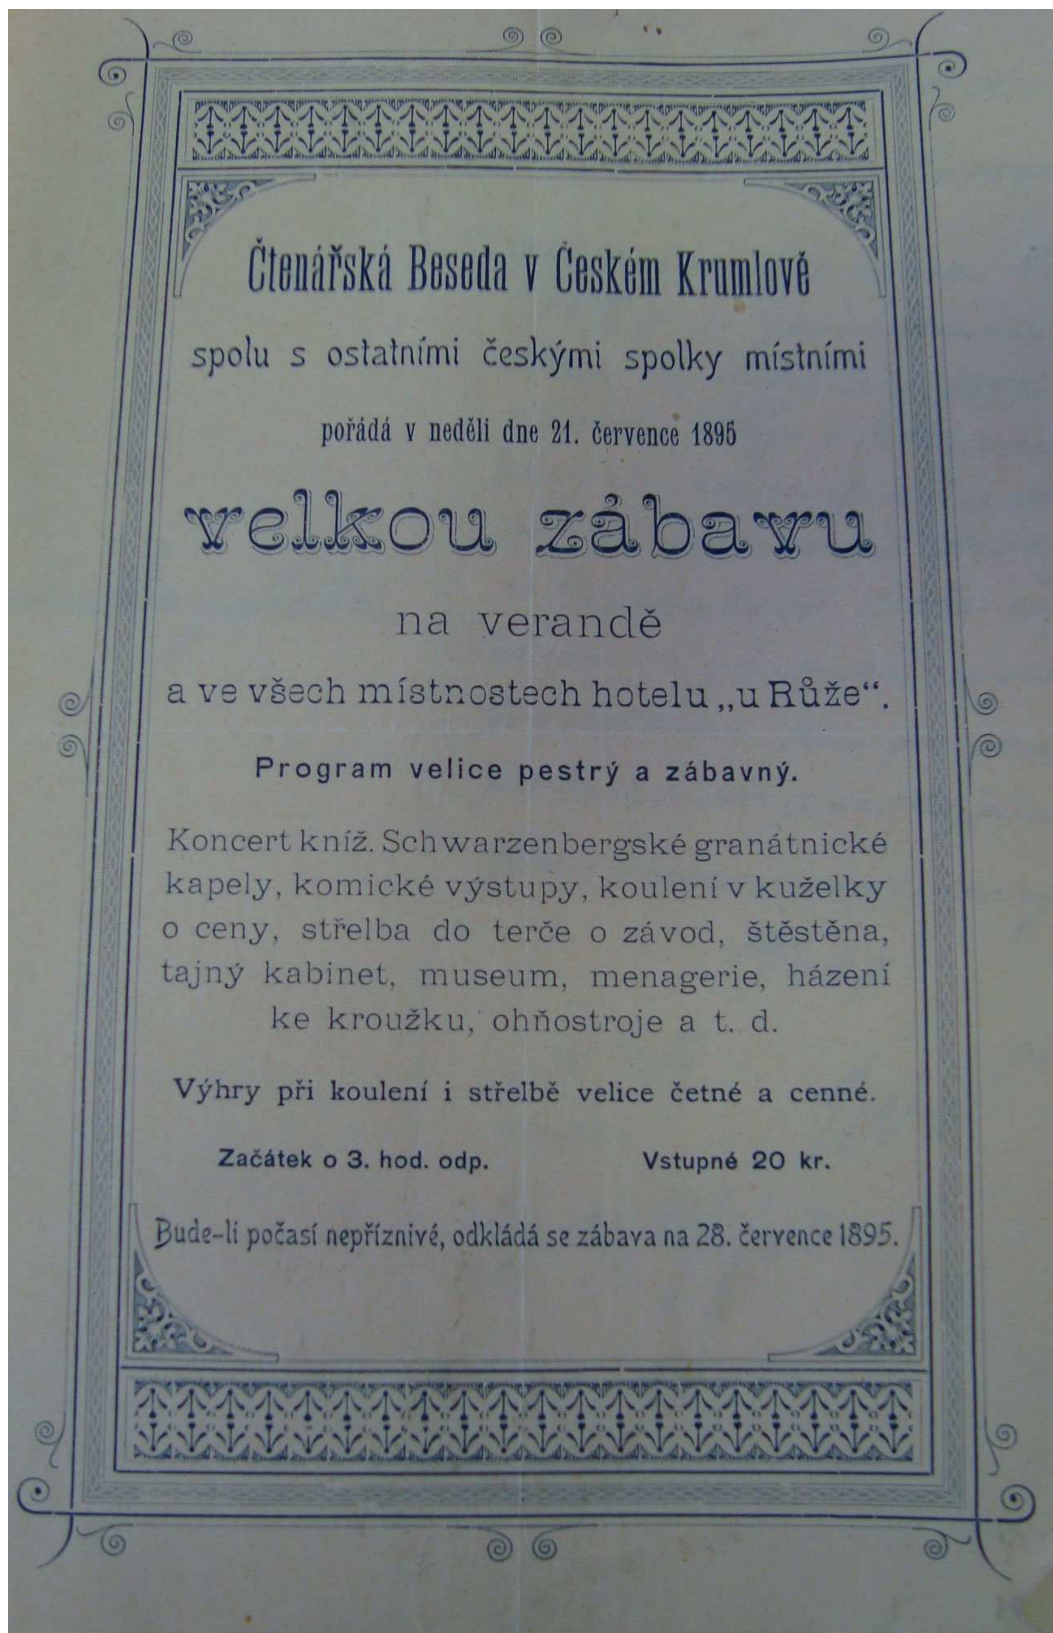 Čtenářská Beseda v Českém Krumlově
spolu s ostatními českými spolky místními
pořádá v neděli dne 21. července 1895
velkou zábavu
na verandě
a ve všech místnostech hotelu „u Růže“.
Program velice pestrý a zábavný.
Koncert kníž. Schwarzenbergské granátnické
kapely, komické výstupy, koulení v kuželky
o ceny, střelba do terče o závod, štěstěna,
tajný kabinet, museum, menagerie, házení
ke kroužku, ohňostroje a t. d.
Výhry při koulení i střelbě velice četné a cenné.
Začátek o 3. hod. odp. Vstupné 20 kr.
Bude-li počasí nepříznivé, odkládá se zábava na 28. července 1895.